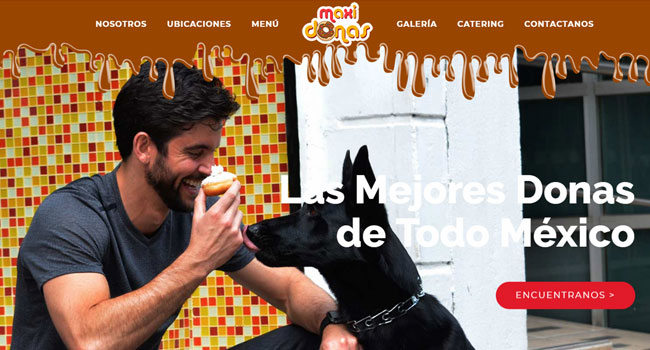 NOSOTROS
UBICACIONES
MENÚ
maxi
donas
GALERÍA
CATERING
CONTACTANOS
Las Mejores Donas
de Todo México
ENCUENTRANOS >